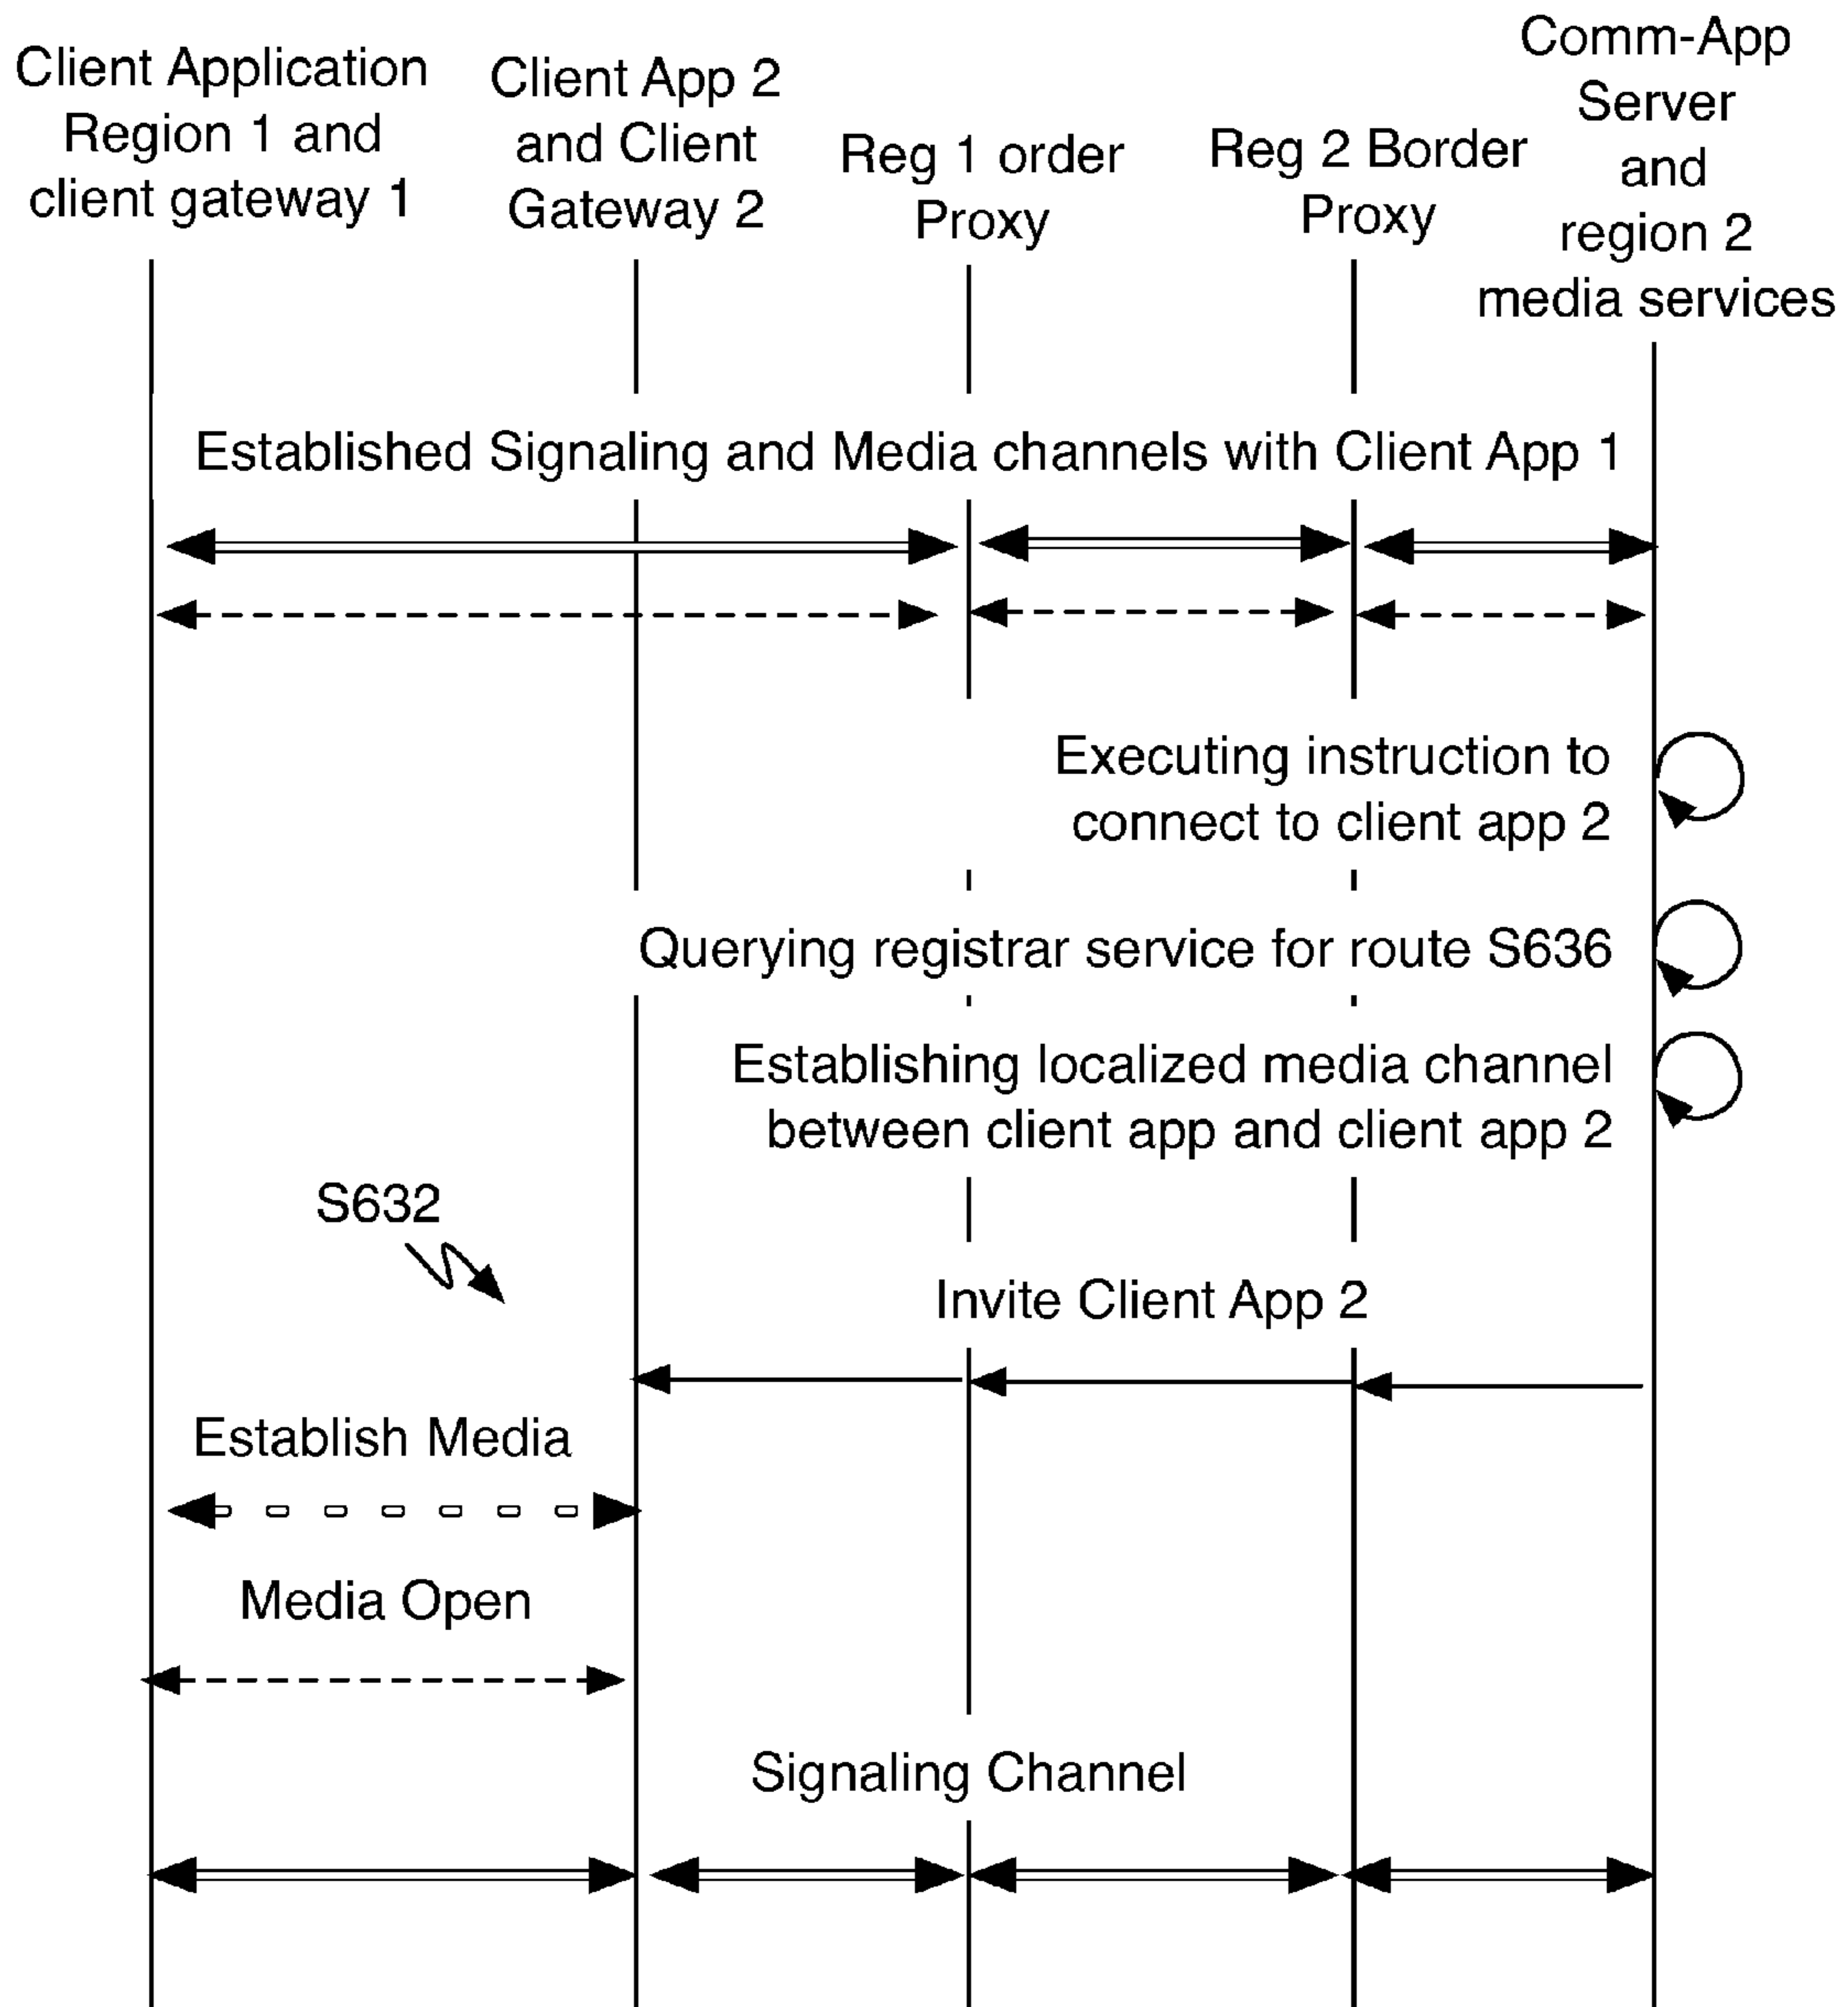 Client Application
Region 1 and
client gateway 1
Client App 2
and Client
Gateway 2
Reg 1 order
Proxy
Reg 2 Border
Proxy
Comm-App
Server
and
region 2
media services
Established Signaling and Media channels with Client App 1
Executing instruction to
connect to client app 2
Querying registrar service for route S636
Establishing localized media channel
between client app and client app 2
S632
Invite Client App 2
Establish Media
Media Open
Signaling Channel